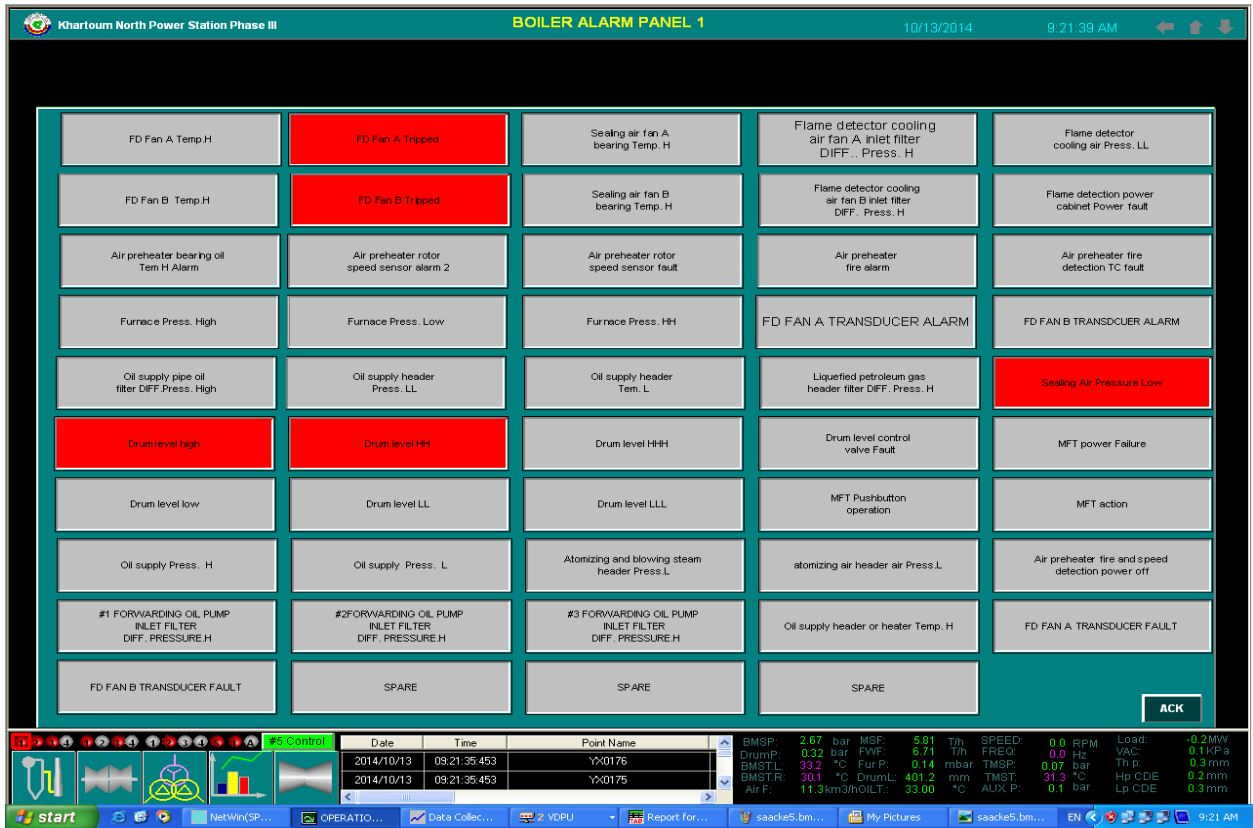 Khartoum North Power Station Phase III
BOILER ALARM PANEL 1
10/13/2014
9:21:39 AM
FD Fan A Temp.H
FD Fan A Tripped
Sealing air fan A
bearing Temp. H
Flame detector cooling
air fan A inlet filter
DIFF.. Press. H
Flame detector
cooling air Press. LL
FD Fan B Temp.H
FD Fan B Tripped
Sealing air fan B
bearing Temp. H
Flame detector cooling
air fan B inlet filter
DIFF. Press. H
Flame detection power
cabinet Power fault
Air preheater bearing oil
Tem H Alarm
Air preheater rotor
speed sensor alarm 2
Air preheater rotor
speed sensor fault
Air preheater
fire alarm
Air preheater fire
detection TC fault
Furnace Press. High
Furnace Press. Low
Furnace Press. HH
FD FAN A TRANSDUCER ALARM
FD FAN B TRANSDCUER ALARM
Oil supply pipe oil
filter DIFF.Press. High
Oil supply header
Press. LL
Oil supply header
Tem. L
Liquefied petroleum gas
header filter DIFF. Press. H
Sealing Air Pressure Low
Drum level high
Drum level HH
Drum level HHH
Drum level control
valve Fault
MFT power Failure
Drum level low
Drum level LL
Drum level LLL
MFT Pushbutton
operation
MFT action
Oil supply Press. H
Oil supply Press. L
Atomizing and blowing steam
header Press.L
atomizing air header air Press.L
Air preheater fire and speed
detection power off
#1 FORWARDING OIL PUMP
INLET FILTER
DIFF. PRESSURE.H
#2FORWARDING OIL PUMP
INLET FILTER
DIFF. PRESSURE.H
#3 FORWARDING OIL PUMP
INLET FILTER
DIFF. PRESSURE.H
Oil supply header or heater Temp. H
FD FAN A TRANSDUCER FAULT
FD FAN B TRANSDUCER FAULT
SPARE
SPARE
SPARE
ACK
#5 Control
Date Time Point Name
2014/10/13 09:21:35:453 YX0176
2014/10/13 09:21:35:453 YX0175
BMSP: 2.67 bar MSF: 5.81 T/h SPEED: 0.0 RPM Load: -0.2MW
DrumP: 0.32 bar FWF: 6.71 T/h FREQ: 0.0 Hz VAC: 0.1KPa
BMST.L: 33.2 °C Fur P: 0.14 mbar TMSP: 0.07 bar Th p: 0.3mm
BMST.R: 30.1 °C DrumL: 401.2 mm TMST: 31.3 °C Hp CDE 0.2mm
Air F: 11.3km3/hOILT.: 33.00 °C AUX P: 0.1 bar Lp CDE 0.3mm
start NetWin(SP... OPERATIO... Data Collec... 2 VDPU Report for... saacke5.bm... My Pictures saacke5.bm... EN 9:21 AM